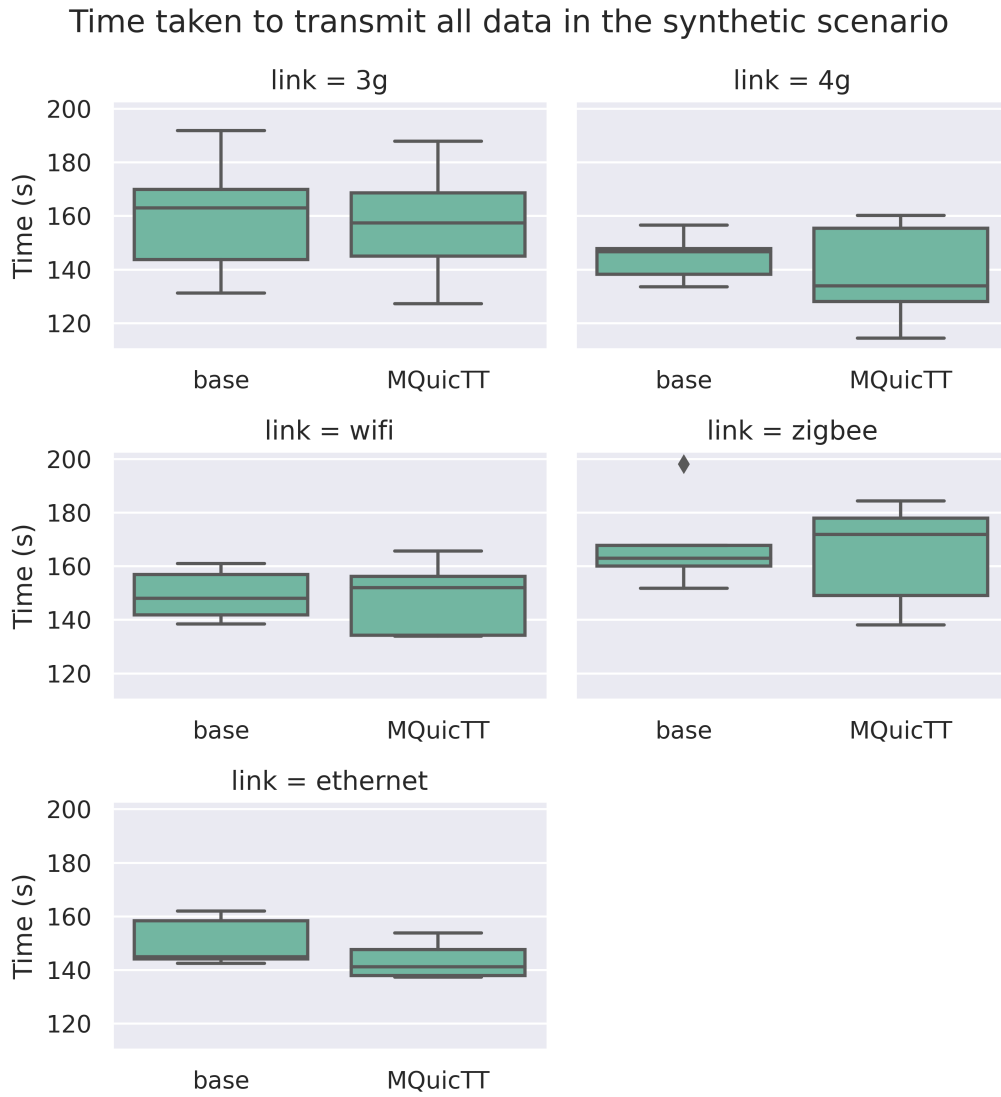 Time taken to transmit all data in the synthetic scenario
link = 3g
link = 4g
200
180
160
140
120
Time (s)
base
MQuicTT
base
MQuicTT
link = wifi
link = zigbee
200
180
160
140
120
Time (s)
base
MQuicTT
base
MQuicTT
link = ethernet
200
180
160
140
120
Time (s)
base
MQuicTT